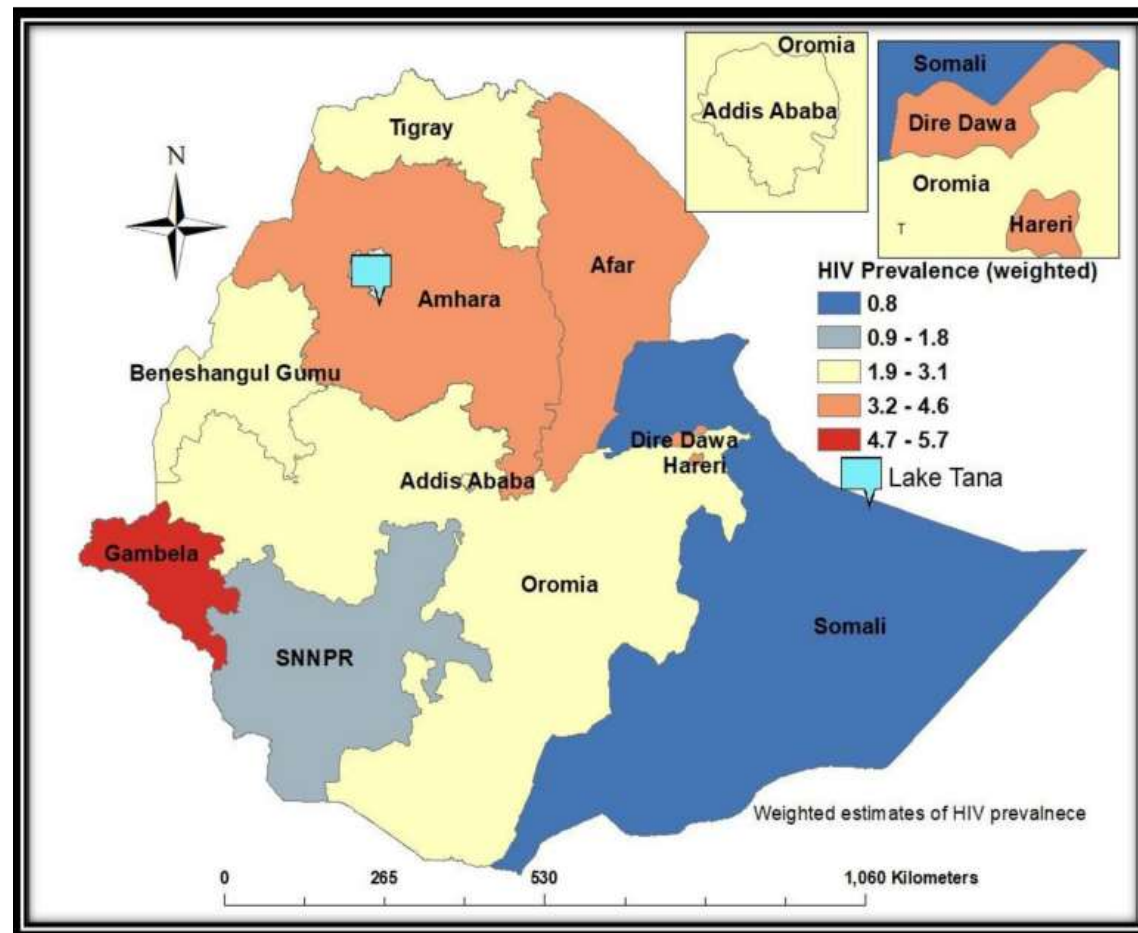 Oromia
Addis Ababa
Somali
Dire Dawa
Oromia
T
Hareri
N
Tigray
Afar
Amhara
Beneshangul Gumu
Dire Dawa
Hareri
Addis Ababa
Gambela
Oromia
Somali
SNNPR
HIV Prevalence (weighted)
0.8
0.9 - 1.8
1.9 - 3.1
3.2 - 4.6
4.7 - 5.7
Lake Tana
Weighted estimates of HIV prevalnece
0 265 530 1,060 Kilometers